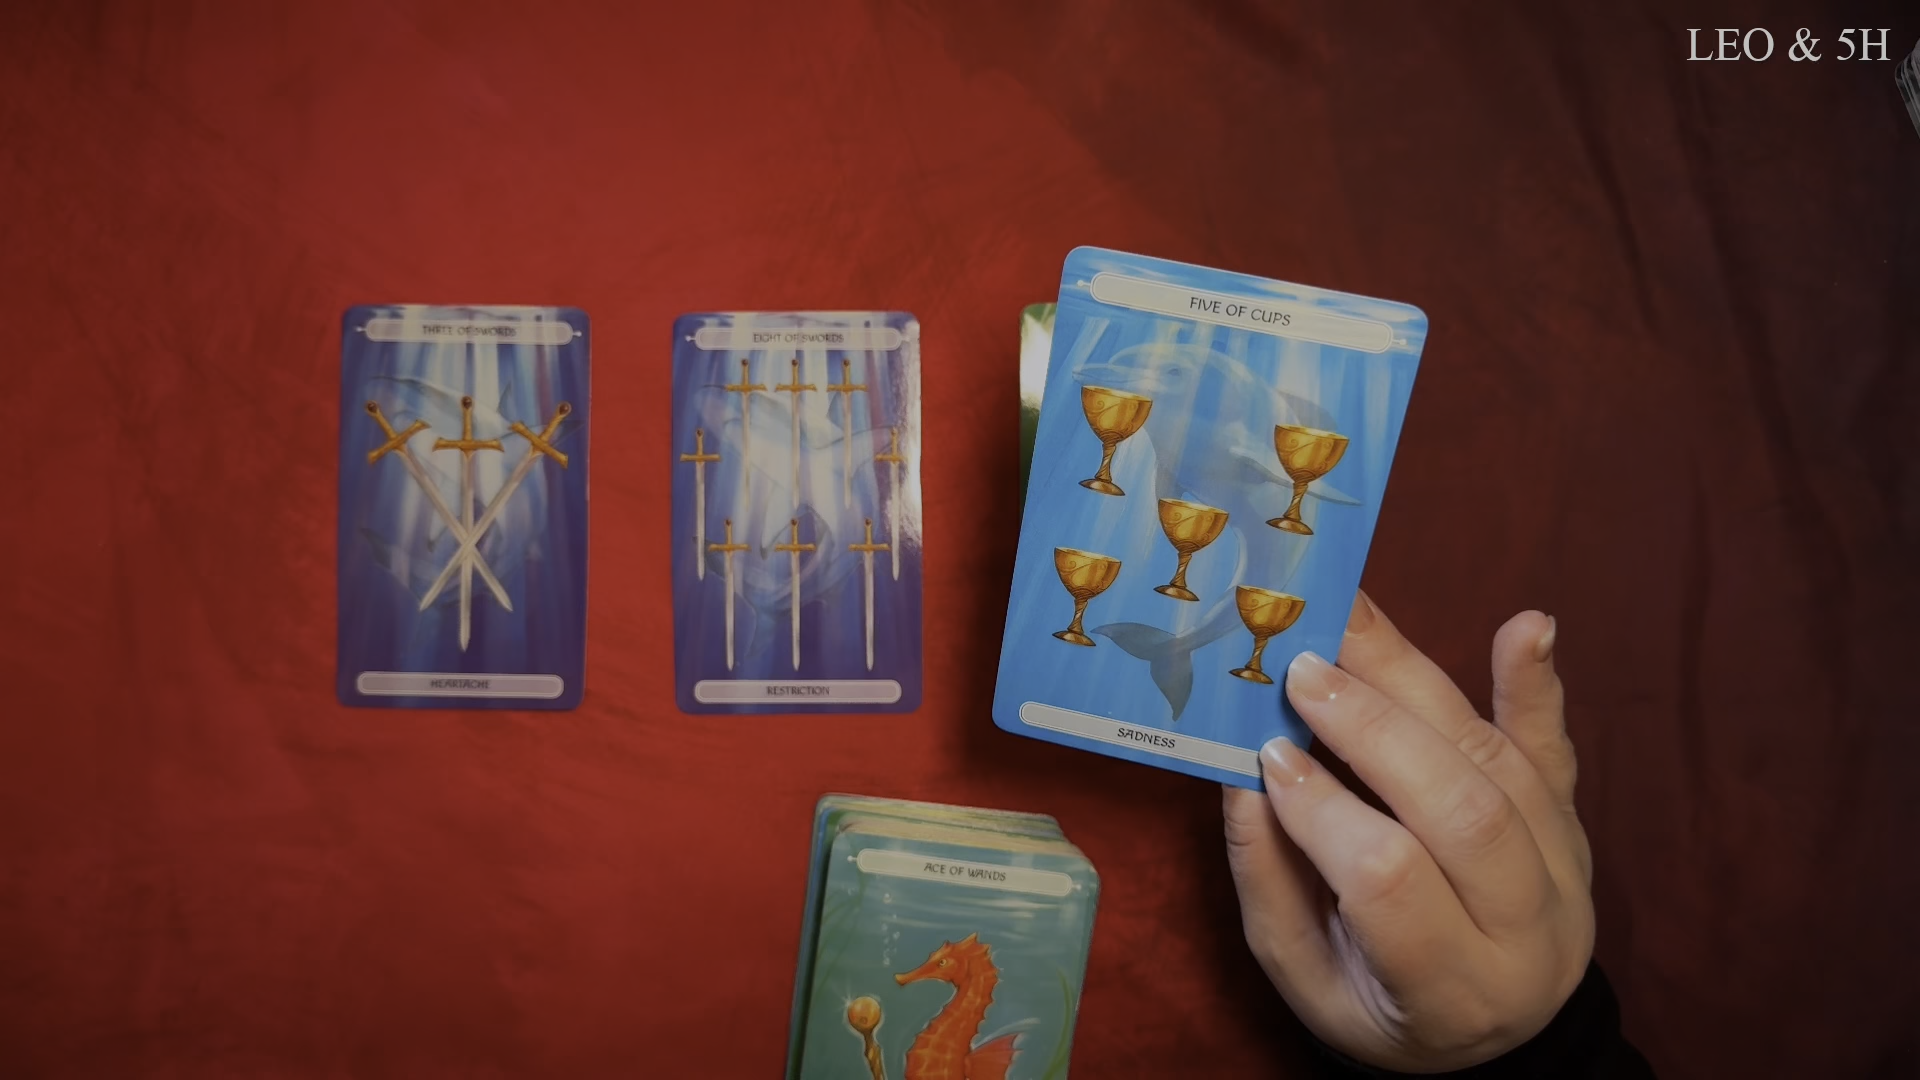 LEO & 5H
THREE OF SWORDS
HEARTACHE
EIGHT OF SWORDS
RESTRICTION
FIVE OF CUPS
SADNESS
ACE OF WANDS